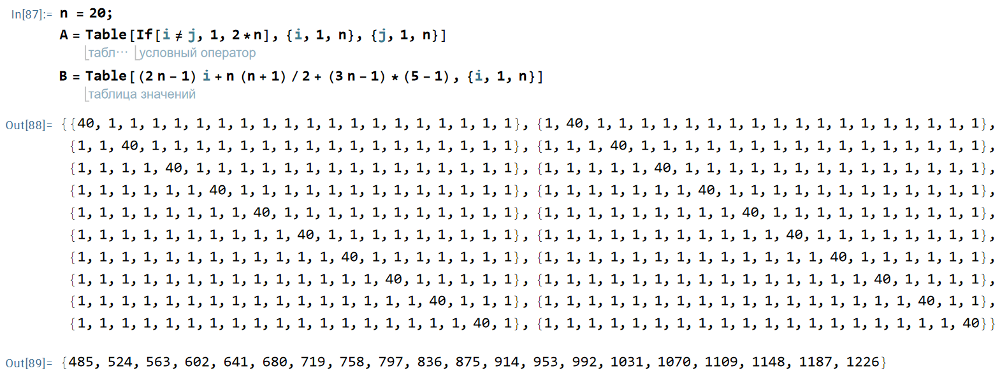 In[87]:= n = 20;
A = Table[If[i ≠ j, 1, 2 * n], {i, 1, n}, {j, 1, n}]
табл⋯ условный оператор
B = Table[(2 n - 1) i + n (n + 1) / 2 + (3 n - 1) * (5 - 1), {i, 1, n}]
таблица значений
Out[88]= {{40, 1, 1, 1, 1, 1, 1, 1, 1, 1, 1, 1, 1, 1, 1, 1, 1, 1, 1, 1}, {1, 40, 1, 1, 1, 1, 1, 1, 1, 1, 1, 1, 1, 1, 1, 1, 1, 1, 1, 1},
{1, 1, 40, 1, 1, 1, 1, 1, 1, 1, 1, 1, 1, 1, 1, 1, 1, 1, 1, 1}, {1, 1, 1, 40, 1, 1, 1, 1, 1, 1, 1, 1, 1, 1, 1, 1, 1, 1, 1, 1},
{1, 1, 1, 1, 40, 1, 1, 1, 1, 1, 1, 1, 1, 1, 1, 1, 1, 1, 1, 1}, {1, 1, 1, 1, 1, 40, 1, 1, 1, 1, 1, 1, 1, 1, 1, 1, 1, 1, 1, 1},
{1, 1, 1, 1, 1, 1, 40, 1, 1, 1, 1, 1, 1, 1, 1, 1, 1, 1, 1, 1}, {1, 1, 1, 1, 1, 1, 1, 40, 1, 1, 1, 1, 1, 1, 1, 1, 1, 1, 1, 1},
{1, 1, 1, 1, 1, 1, 1, 1, 40, 1, 1, 1, 1, 1, 1, 1, 1, 1, 1, 1}, {1, 1, 1, 1, 1, 1, 1, 1, 1, 40, 1, 1, 1, 1, 1, 1, 1, 1, 1, 1},
{1, 1, 1, 1, 1, 1, 1, 1, 1, 1, 40, 1, 1, 1, 1, 1, 1, 1, 1, 1}, {1, 1, 1, 1, 1, 1, 1, 1, 1, 1, 1, 40, 1, 1, 1, 1, 1, 1, 1, 1},
{1, 1, 1, 1, 1, 1, 1, 1, 1, 1, 1, 1, 40, 1, 1, 1, 1, 1, 1, 1}, {1, 1, 1, 1, 1, 1, 1, 1, 1, 1, 1, 1, 1, 40, 1, 1, 1, 1, 1, 1},
{1, 1, 1, 1, 1, 1, 1, 1, 1, 1, 1, 1, 1, 1, 40, 1, 1, 1, 1, 1}, {1, 1, 1, 1, 1, 1, 1, 1, 1, 1, 1, 1, 1, 1, 1, 40, 1, 1, 1, 1},
{1, 1, 1, 1, 1, 1, 1, 1, 1, 1, 1, 1, 1, 1, 1, 1, 40, 1, 1, 1}, {1, 1, 1, 1, 1, 1, 1, 1, 1, 1, 1, 1, 1, 1, 1, 1, 1, 40, 1, 1},
{1, 1, 1, 1, 1, 1, 1, 1, 1, 1, 1, 1, 1, 1, 1, 1, 1, 1, 40, 1}, {1, 1, 1, 1, 1, 1, 1, 1, 1, 1, 1, 1, 1, 1, 1, 1, 1, 1, 1, 40}}
Out[89]= {485, 524, 563, 602, 641, 680, 719, 758, 797, 836, 875, 914, 953, 992, 1031, 1070, 1109, 1148, 1187, 1226}